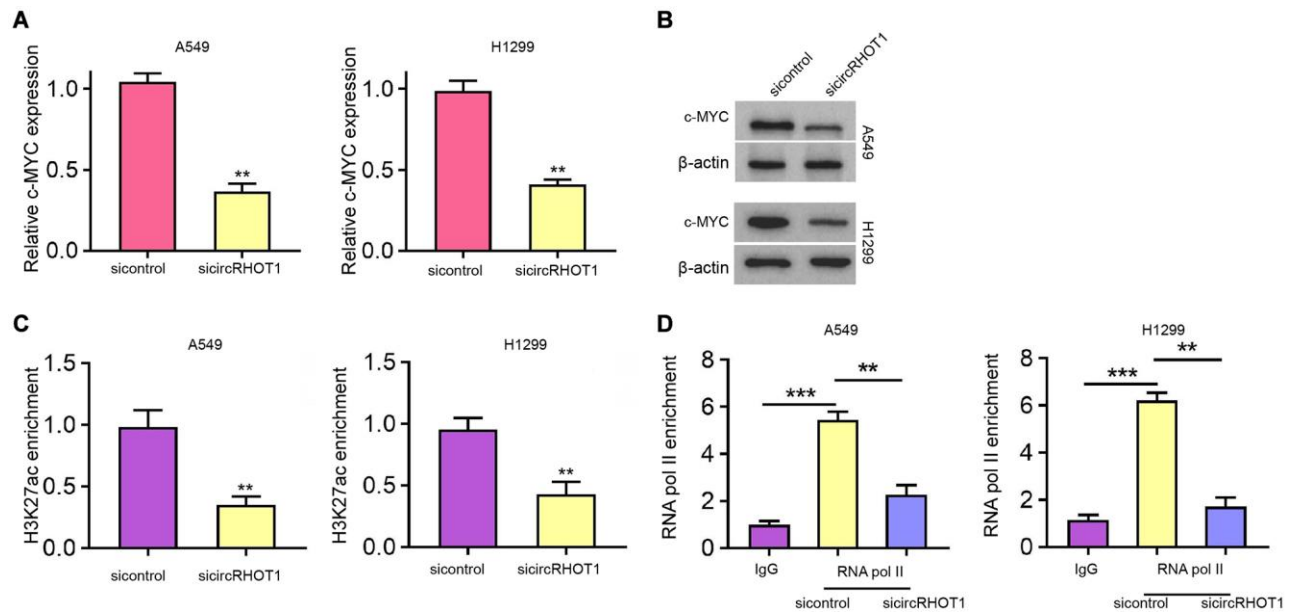 A
A549
Relative c-MYC expression
1.0
0.5
0.0
**
sicontrol
sicircRHOT1
H1299
Relative c-MYC expression
1.0
0.5
0.0
**
sicontrol
sicircRHOT1
B
sicontrol
sicircRHOT1
c-MYC
β-actin
A549
c-MYC
β-actin
H1299
C
A549
H3K27ac enrichment
1.5
1.0
0.5
0.0
**
sicontrol
sicircRHOT1
H1299
H3K27ac enrichment
1.5
1.0
0.5
0.0
**
sicontrol
sicircRHOT1
D
A549
RNA pol II enrichment
8
6
4
2
0
***
**
IgG
RNA pol II
sicontrol
sicircRHOT1
H1299
RNA pol II enrichment
8
6
4
2
0
***
**
IgG
RNA pol II
sicontrol
sicircRHOT1